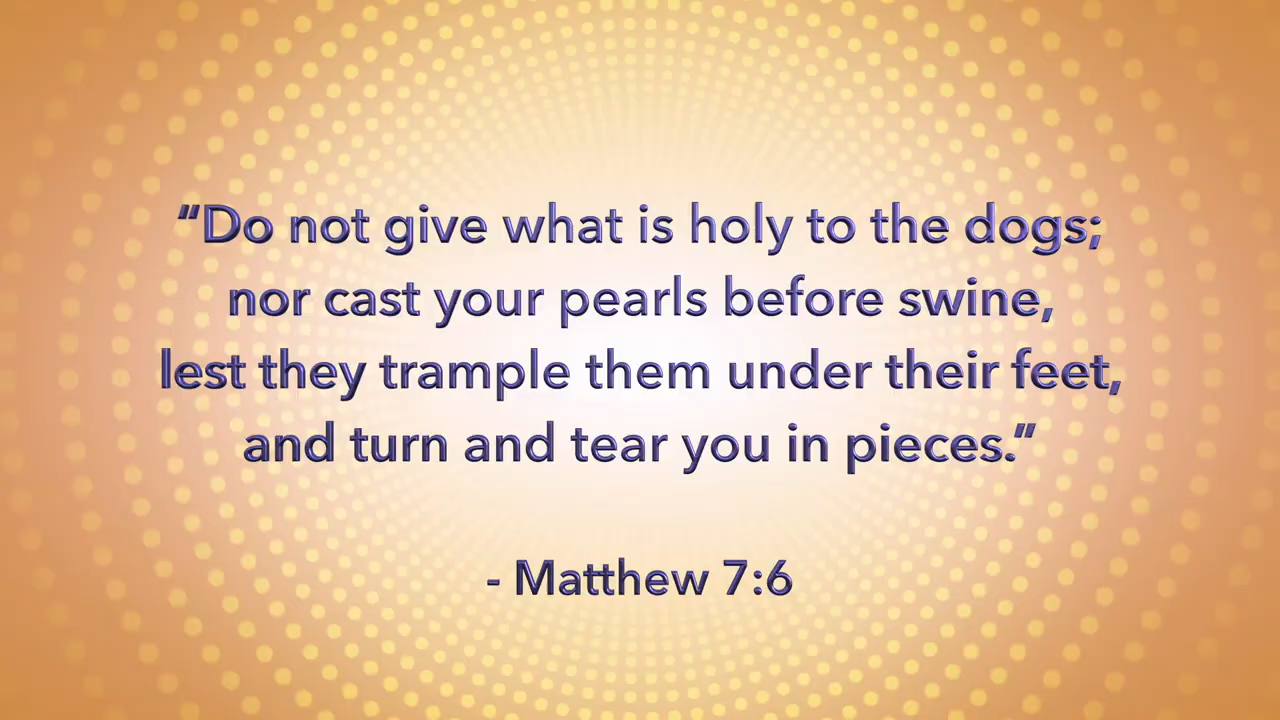 “Do not give what is holy to the dogs;
nor cast your pearls before swine,
lest they trample them under their feet,
and turn and tear you in pieces.”
- Matthew 7:6